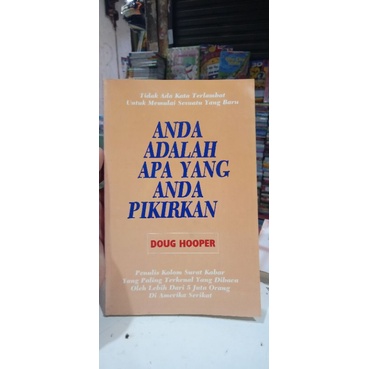 Tidak Ada Kata Terlambat
Untuk Memulai Sesuatu Yang Baru
ANDA
ADALAH
APA YANG
ANDA
PIKIRKAN
DOUG HOOPER
Penulis Kolom Surat Kabar
Yang Paling Terkenal Yang Dibaca
Oleh Lebih Dari 5 Juta Orang
Di Amerika Serikat